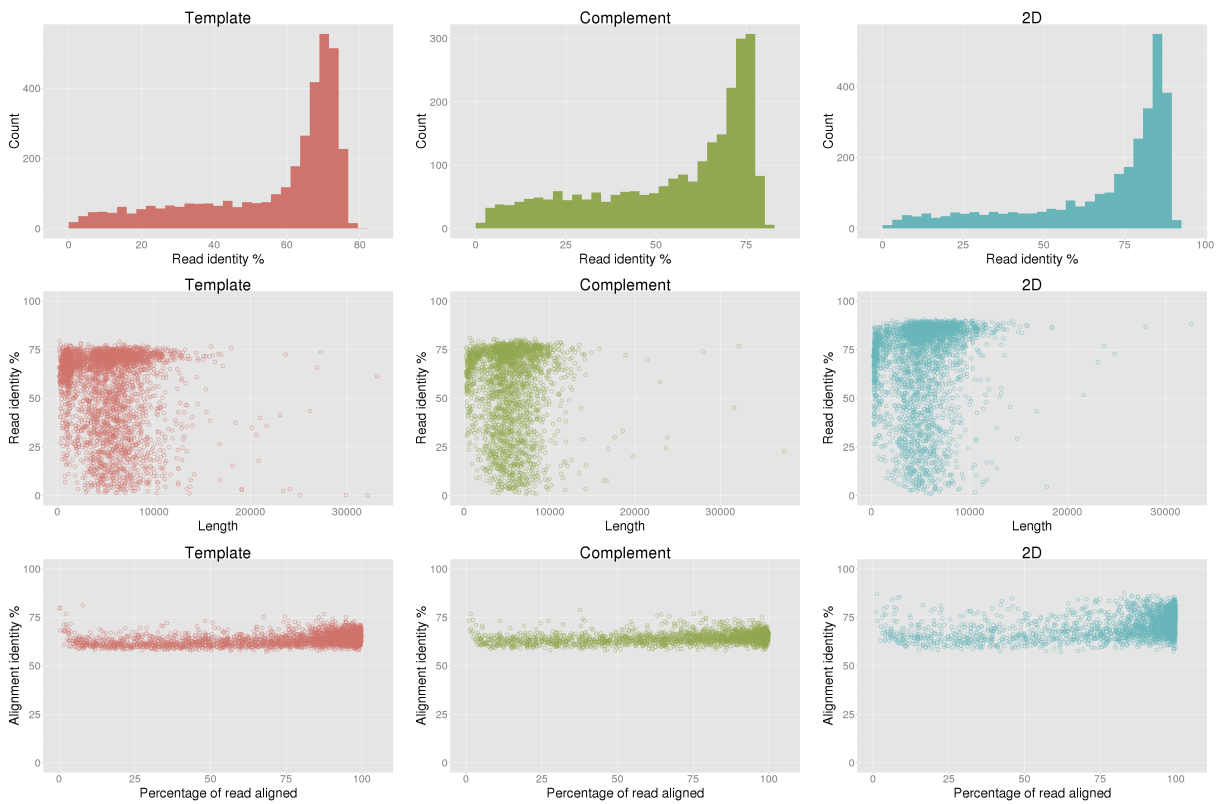 Template Complement 2D
Count 400 200 0
Count 300 200 100 0
Count 400 200 0
0 20 40 60 80 0 25 50 75 0 25 50 75 100
Read identity % Read identity % Read identity %
Template Complement 2D
Read identity % 100 75 50 25 0
Read identity % 100 75 50 25 0
Read identity % 100 75 50 25 0
0 10000 20000 30000 0 10000 20000 30000 0 10000 20000 30000
Length Length Length
Template Complement 2D
Alignment identity % 100 75 50 25 0
Alignment identity % 100 75 50 25 0
Alignment identity % 100 75 50 25 0
0 25 50 75 100 0 25 50 75 100 0 25 50 75 100
Percentage of read aligned Percentage of read aligned Percentage of read aligned